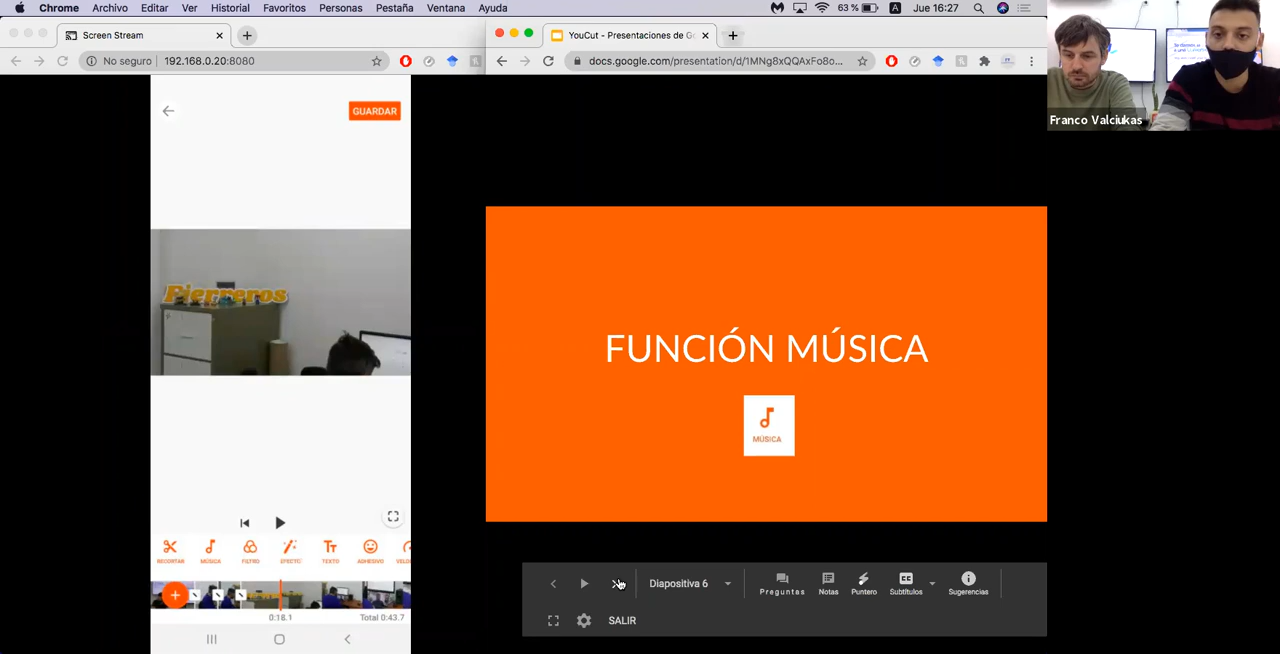 Chrome Archivo Editar Ver Historial Favoritos Personas Pestaña Ventana Ayuda
63 % A Jue 16:27
Screen Stream
YouCut - Presentaciones de Go
No seguro 192.168.0.20:8080
docs.google.com/presentation/d/1MNg8xQQAxFo8o...
Franco Valciukas
GUARDAR
Fierreros
FUNCIÓN MÚSICA
MÚSICA
RECORTAR MÚSICA FILTRO EFECTO TEXTO ADHESIVO VELO
0:18.1 Total 0:43.7
Diapositiva 6
Preguntas Notas Puntero Subtítulos Sugerencias
SALIR